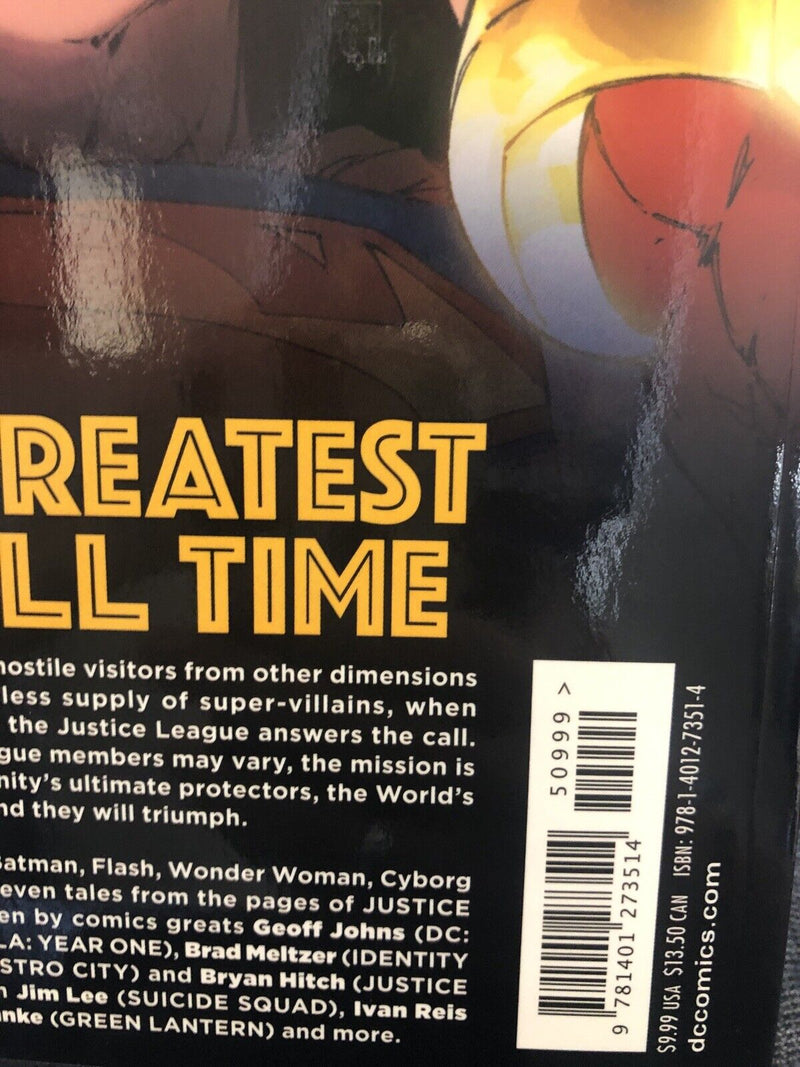 REATEST
LL TIME
hostile visitors from other dimensions
less supply of super-villains, when
the Justice League answers the call.
gue members may vary, the mission is
nity's ultimate protectors, the World's
nd they will triumph.
Batman, Flash, Wonder Woman, Cyborg
even tales from the pages of JUSTICE
en by comics greats Geoff Johns (DC:
LA: YEAR ONE), Brad Meltzer (IDENTITY
STRO CITY) and Bryan Hitch (JUSTICE
n Jim Lee (SUICIDE SQUAD), Ivan Reis
anke (GREEN LANTERN) and more.
50999 >
9 781401 273514
$9.99 USA $13.50 CAN ISBN: 978-1-4012-7351-4
dccomics.com